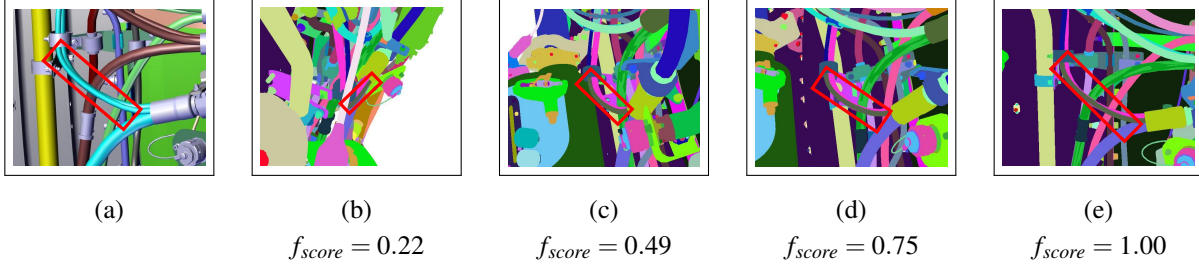 (a) (b) (c) (d) (e)
f_score = 0.22 f_score = 0.49 f_score = 0.75 f_score = 1.00